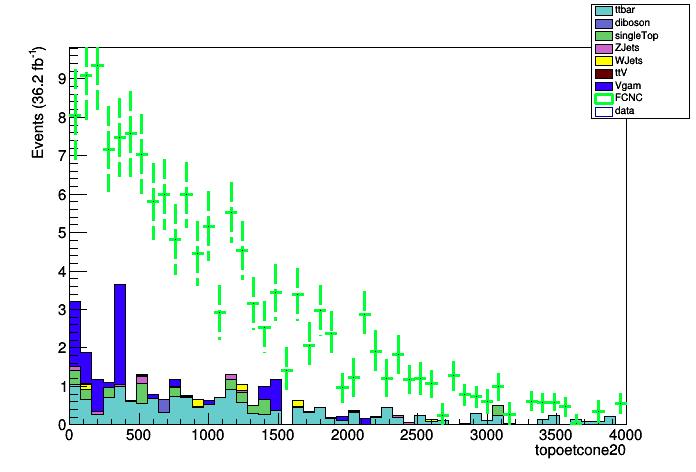 ttbar
diboson
singleTop
ZJets
WJets
ttV
Vgam
FCNC
data
Events (36.2 fb-1)
9
8
7
6
5
4
3
2
1
0
0 500 1000 1500 2000 2500 3000 3500 4000
topoetcone20